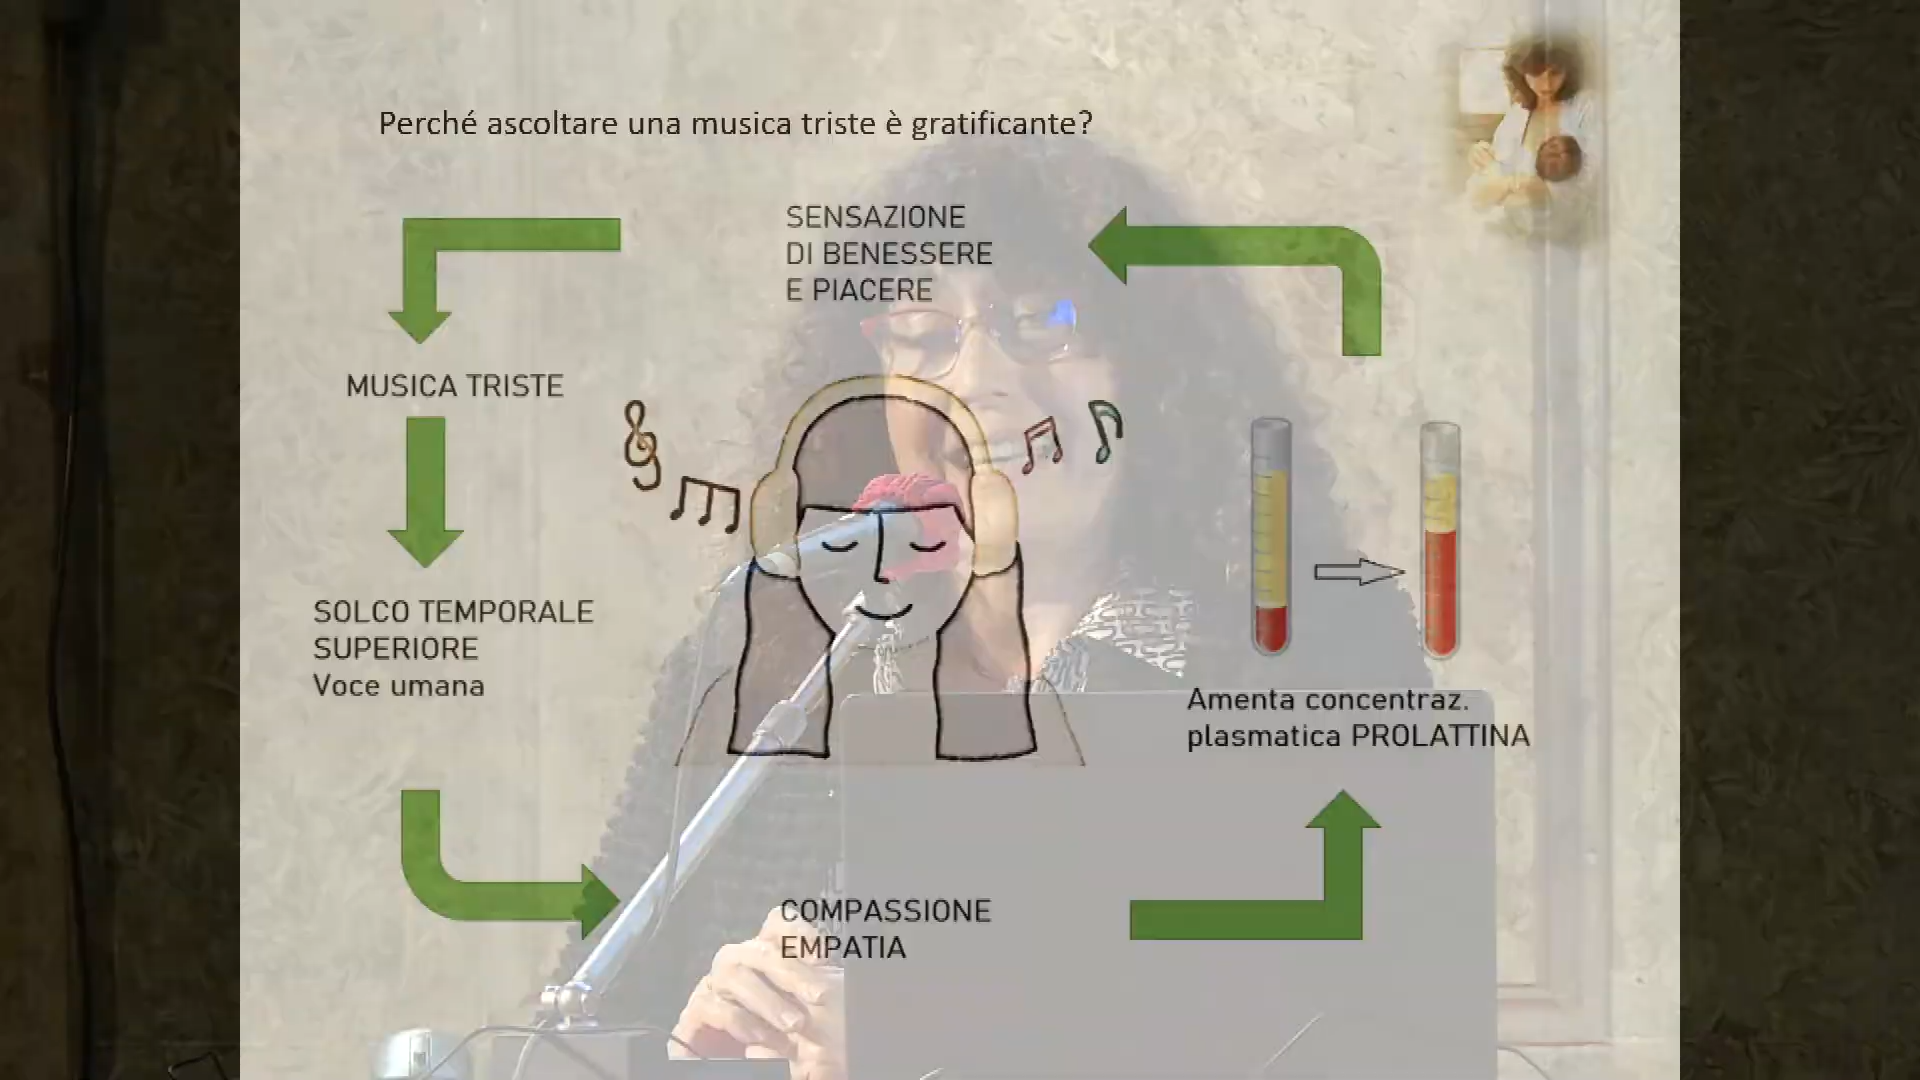 Perché ascoltare una musica triste è gratificante?
SENSAZIONE
DI BENESSERE
E PIACERE
MUSICA TRISTE
SOLCO TEMPORALE
SUPERIORE
Voce umana
COMPASSIONE
EMPATIA
Amenta concentraz.
plasmatica PROLATTINA